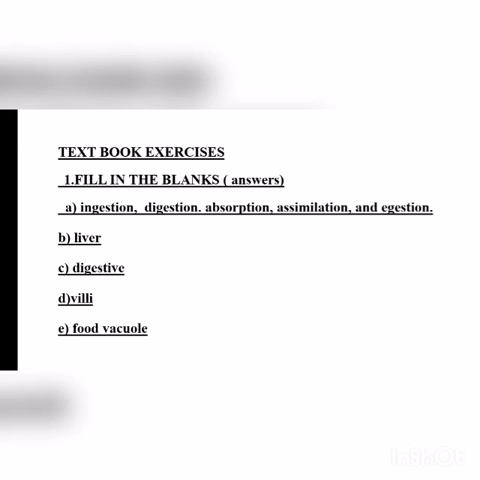 TEXT BOOK EXERCISES
1.FILL IN THE BLANKS ( answers)
a) ingestion, digestion. absorption, assimilation, and egestion.
b) liver
c) digestive
d)villi
e) food vacuole
InShOt